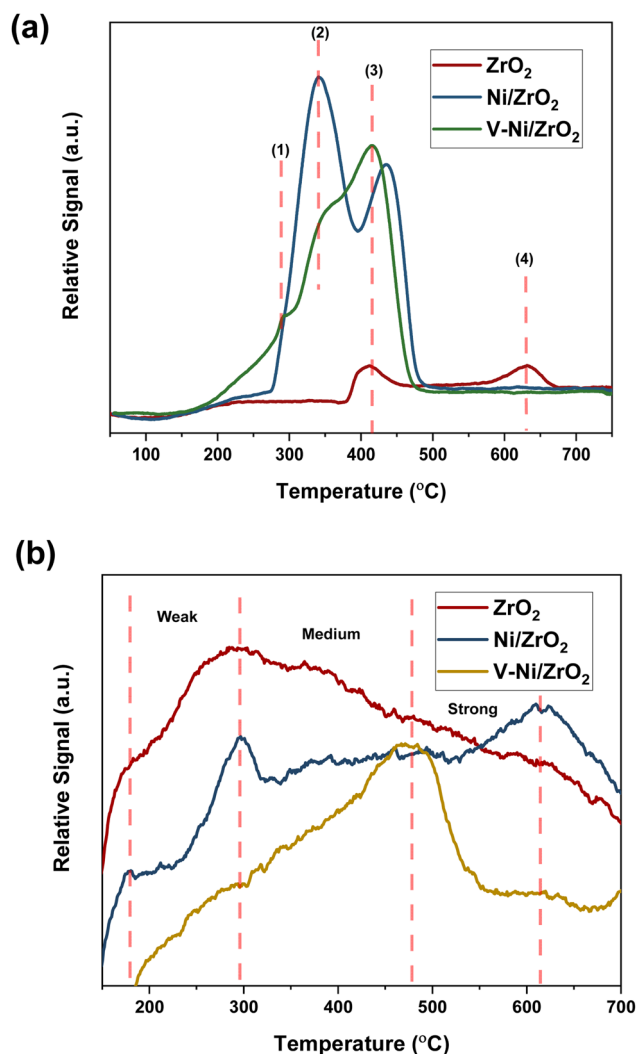 (a)
(1)
(2)
(3)
(4)
ZrO₂
Ni/ZrO₂
V-Ni/ZrO₂
Relative Signal (a.u.)
100 200 300 400 500 600 700
Temperature (°C)
(b)
Weak
Medium
Strong
ZrO₂
Ni/ZrO₂
V-Ni/ZrO₂
Relative Signal (a.u.)
200 300 400 500 600 700
Temperature (°C)